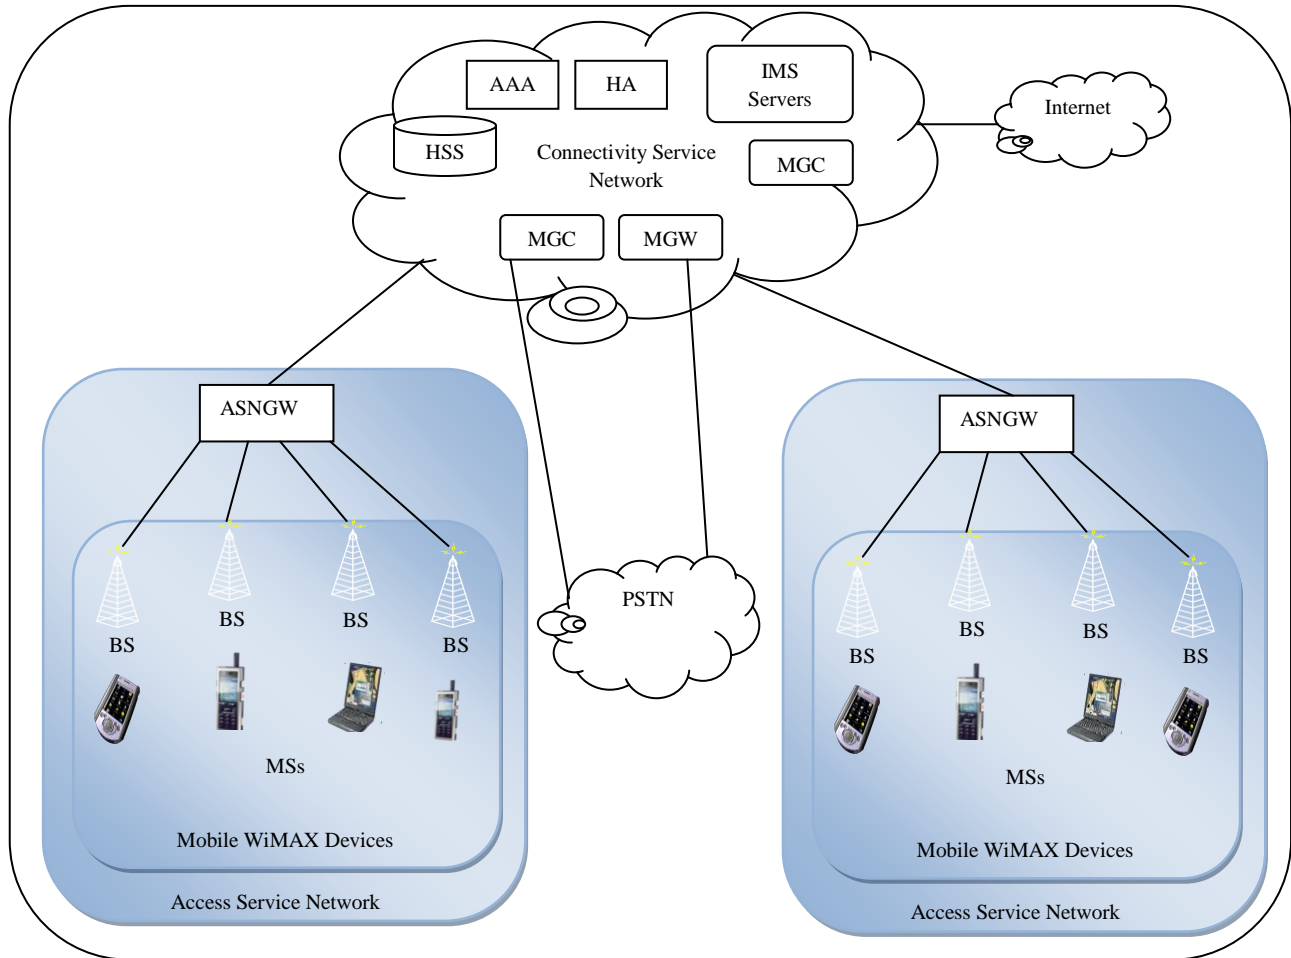 AAA
HA
IMS
Servers
Internet
HSS
Connectivity Service
Network
MGC
MGC
MGW
ASNGW
BS
BS
BS
BS
MSs
Mobile WiMAX Devices
Access Service Network
PSTN
ASNGW
BS
BS
BS
BS
MSs
Mobile WiMAX Devices
Access Service Network